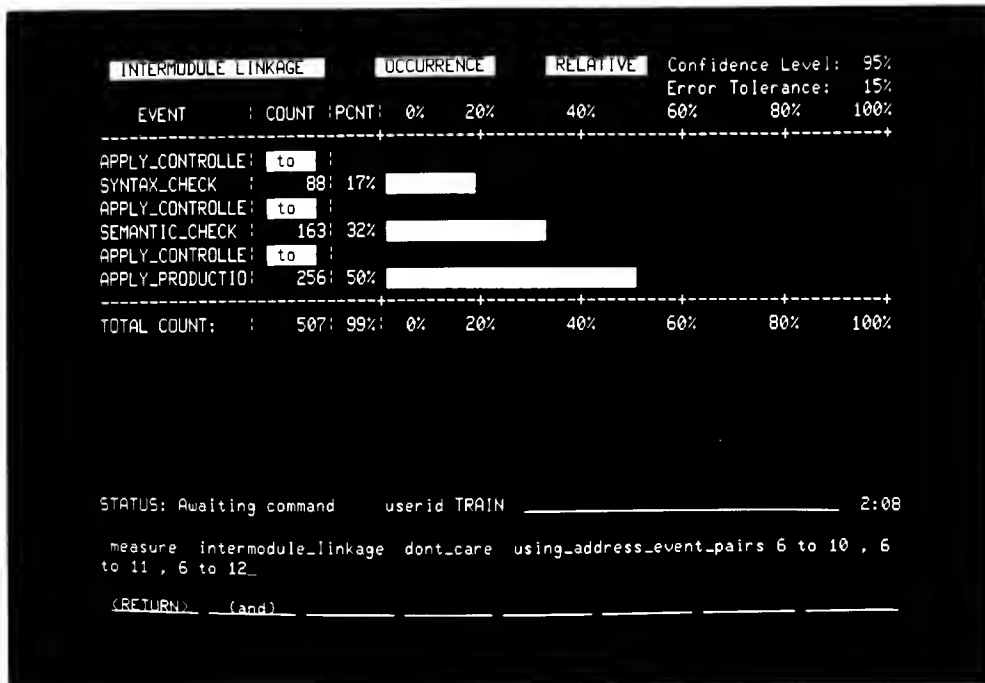 INTERMODULE LINKAGE OCCURRENCE RELATIVE Confidence Level: 95%
Error Tolerance: 15%
EVENT | COUNT |PCNT| 0% 20% 40% 60% 80% 100%
APPLY_CONTROLLE| to |
SYNTAX_CHECK | 88| 17%
APPLY_CONTROLLE| to |
SEMANTIC_CHECK | 163| 32%
APPLY_CONTROLLE| to |
APPLY_PRODUCTIO| 256| 50%
TOTAL COUNT: | 507| 99%| 0% 20% 40% 60% 80% 100%
STATUS: Awaiting command userid TRAIN 2:08
measure intermodule_linkage dont_care using_address_event_pairs 6 to 10 , 6
to 11 , 6 to 12_
<RETURN> (and)